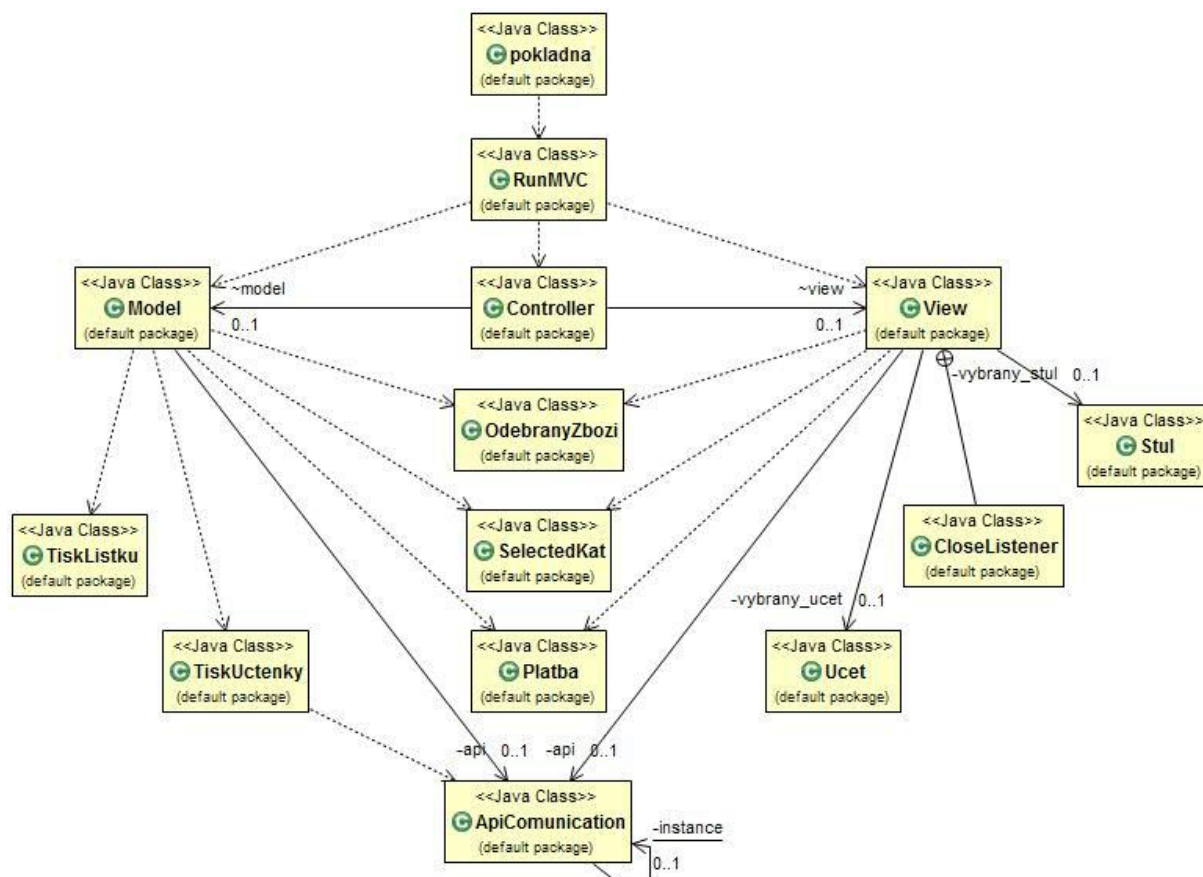 <<Java Class>>
pokladna
(default package)
<<Java Class>>
RunMVC
(default package)
<<Java Class>>
Model
(default package)
~model
0..1
<<Java Class>>
Controller
(default package)
~view
0..1
<<Java Class>>
View
(default package)
<<Java Class>>
OdebranyZbozi
(default package)
-vybrany_stul
0..1
<<Java Class>>
Stul
(default package)
<<Java Class>>
TiskListku
(default package)
<<Java Class>>
SelectedKat
(default package)
<<Java Class>>
CloseListener
(default package)
-vybrany_ucet
0..1
<<Java Class>>
TiskUctenky
(default package)
<<Java Class>>
Platba
(default package)
<<Java Class>>
Ucet
(default package)
-api
0..1
-api
0..1
<<Java Class>>
ApiComunication
(default package)
-instance
0..1